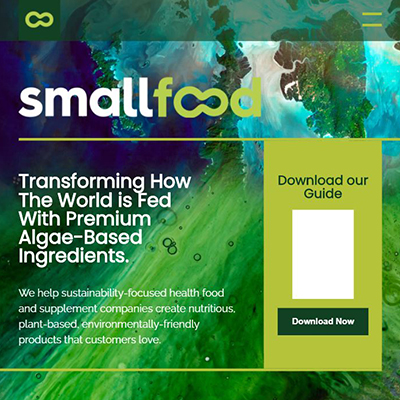 smallfood
Transforming How
The World is Fed
With Premium
Algae-Based
Ingredients.
We help sustainability-focused health food
and supplement companies create nutritious,
plant-based, environmentally-friendly
products that customers love.
Download our
Guide
Download Now